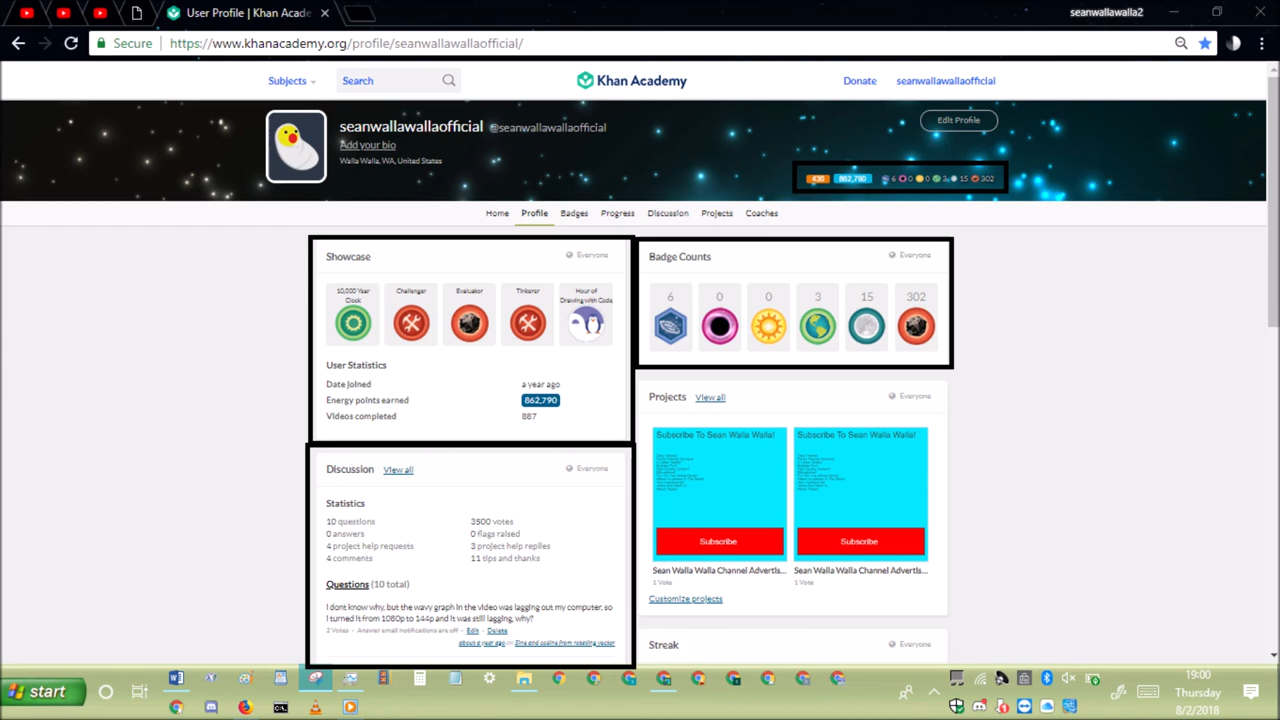 User Profile | Khan Acade
seanwallawalla2
Secure
https://www.khanacademy.org/profile/seanwallawallaofficial/
Subjects
Search
Khan Academy
Donate
seanwallawallaofficial
seanwallawallaofficial @seanwallawallaofficial
Add your bio
Walla Walla, WA, United States
Edit Profile
430 862,790 6 0 0 3 15 302
Home Profile Badges Progress Discussion Projects Coaches
Showcase
Everyone
10,000 Year Clock
Challenger
Evaluator
Tinkerer
Hour of Drawing with Code
User Statistics
Date Joined a year ago
Energy points earned 862,790
Videos completed 887
Badge Counts
Everyone
6 0 0 3 15 302
Projects View all
Everyone
Subscribe To Sean Walla Walla!
Subscribe
Sean Walla Walla Channel Advertis...
1 Vote
Subscribe To Sean Walla Walla!
Subscribe
Sean Walla Walla Channel Advertis...
1 Vote
Customize projects
Discussion View all
Everyone
Statistics
10 questions 3500 votes
0 answers 0 flags raised
4 project help requests 3 project help replies
4 comments 11 tips and thanks
Questions (10 total)
I dont know why, but the wavy graph in the video was lagging out my computer, so
I turned it from 1080p to 144p and it was still lagging, why?
2 Votes - Answer email notifications are off - Edit - Delete
about a year ago on Sine and cosine from rotating vector
Streak
Everyone
start
19:00
Thursday
8/2/2018